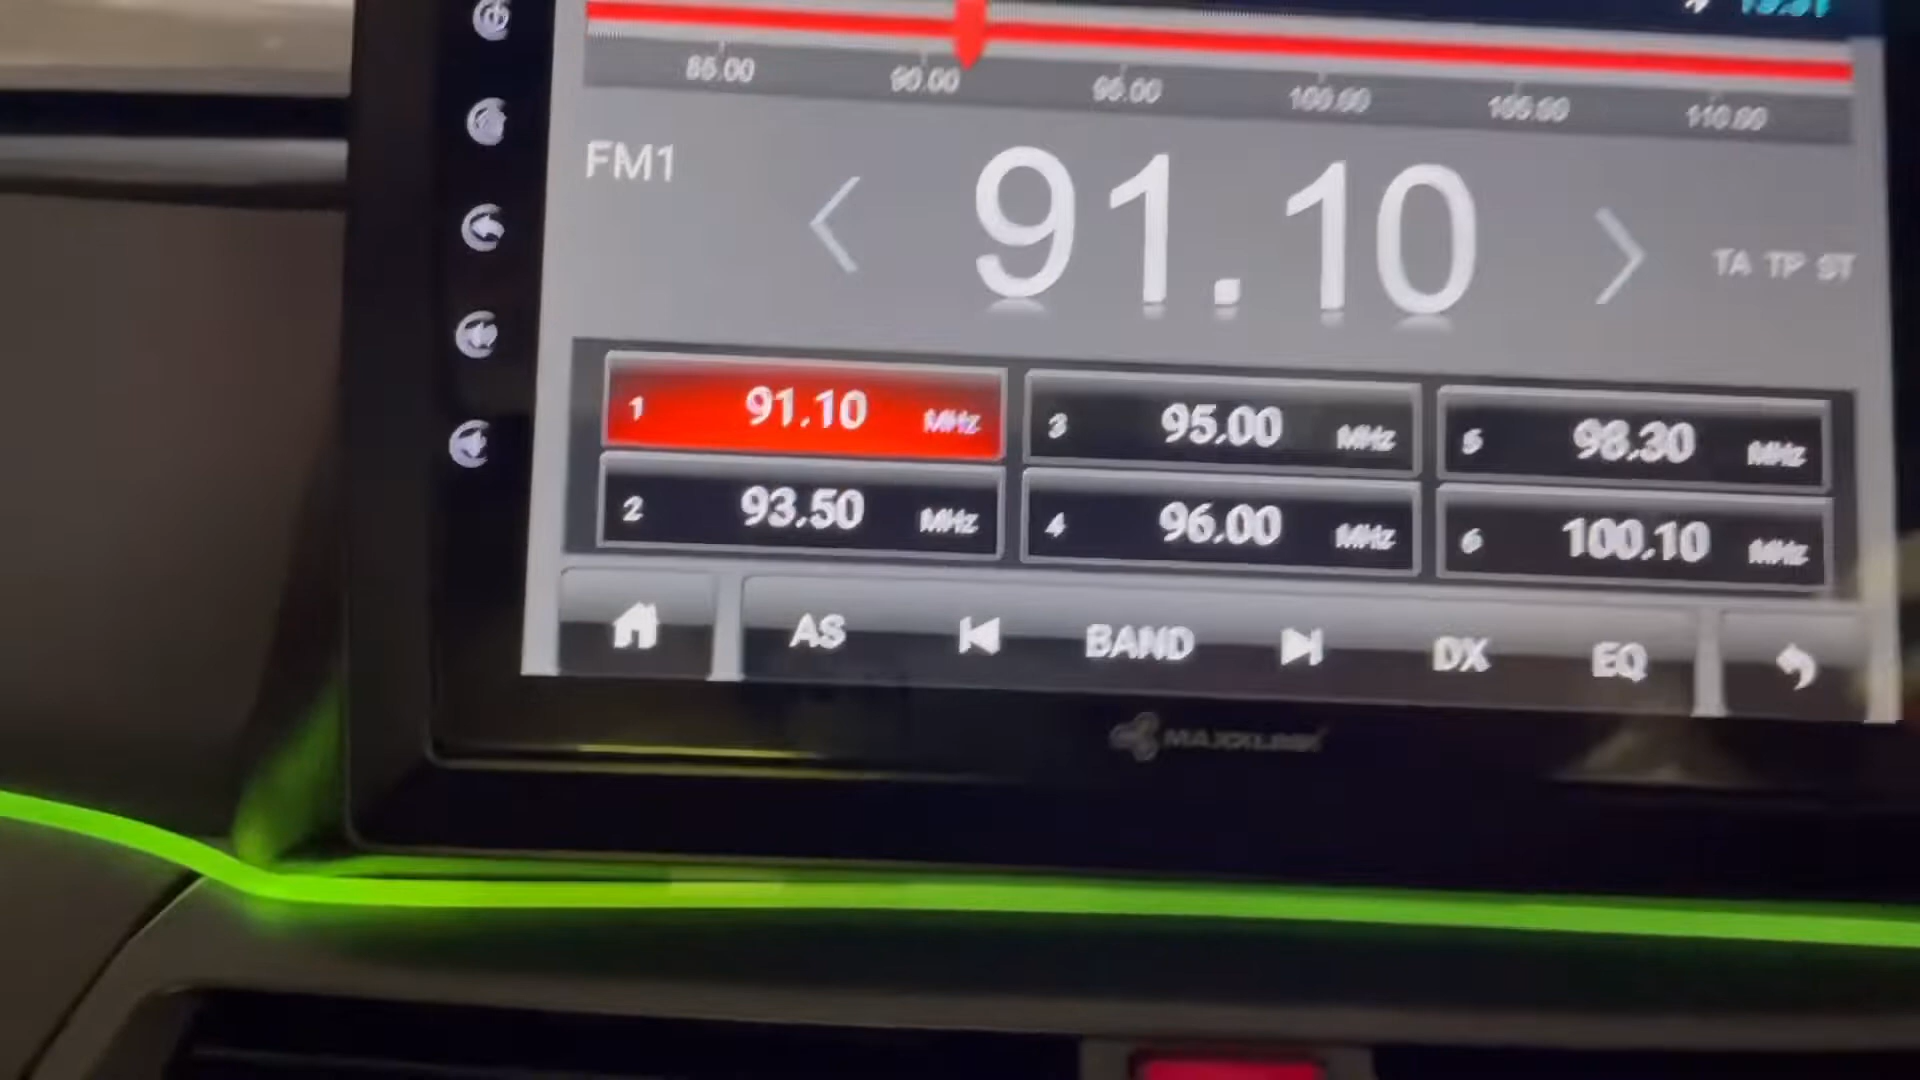 85.00 90.00 95.00 100.00 105.00 110.00
FM1
91.10
TA TP ST
1 91.10 MHz
3 95.00 MHz
5 98.30 MHz
2 93.50 MHz
4 96.00 MHz
6 100.10 MHz
AS BAND DX EQ
MAXXLINK